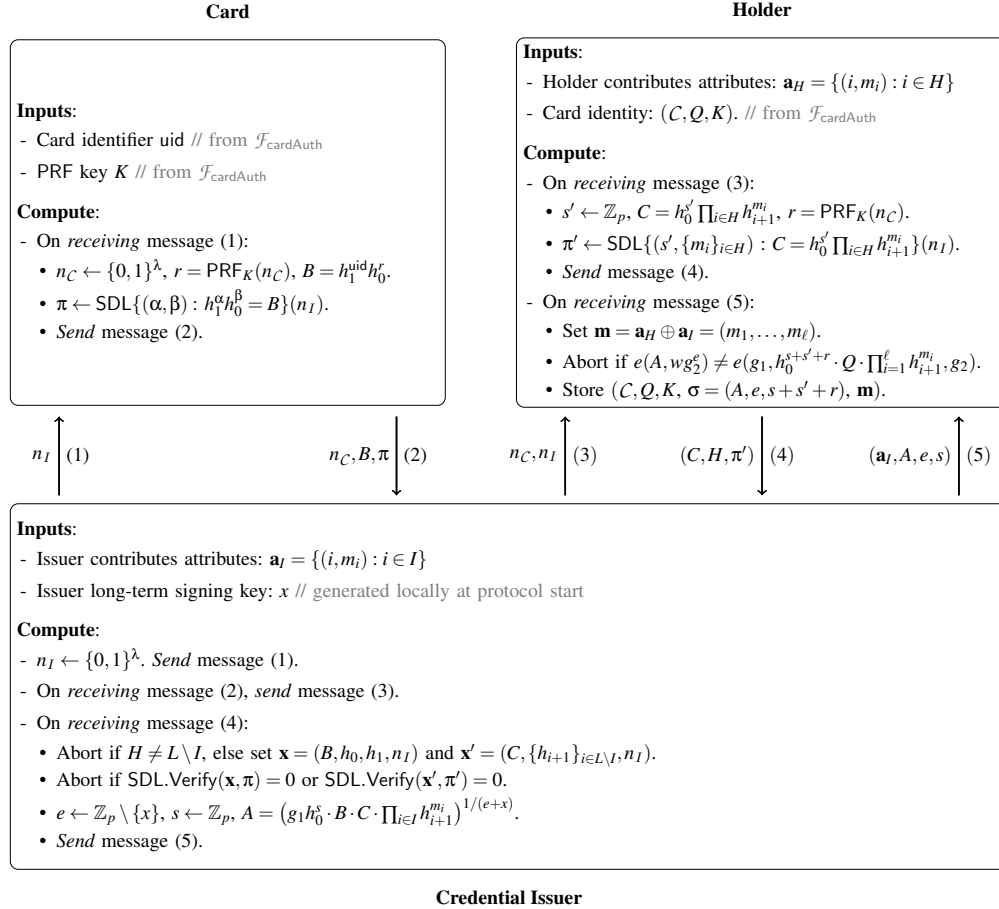 Card
Holder
Inputs:
- Card identifier uid // from ℱ_cardAuth
- PRF key K // from ℱ_cardAuth
Compute:
- On receiving message (1):
• n_𝒞 ← {0,1}^λ, r = PRF_K(n_𝒞), B = h_1^uid h_0^r.
• π ← SDL{(α,β) : h_1^α h_0^β = B}(n_I).
• Send message (2).
Inputs:
- Holder contributes attributes: a_H = {(i,m_i) : i ∈ H}
- Card identity: (𝒞,Q,K). // from ℱ_cardAuth
Compute:
- On receiving message (3):
• s′ ← ℤ_p, C = h_0^{s′} ∏_{i∈H} h_{i+1}^{m_i}, r = PRF_K(n_𝒞).
• π′ ← SDL{(s′,{m_i}_{i∈H}) : C = h_0^{s′} ∏_{i∈H} h_{i+1}^{m_i}}(n_I).
• Send message (4).
- On receiving message (5):
• Set m = a_H ⊕ a_I = (m_1,...,m_ℓ).
• Abort if e(A,wg_2^e) ≠ e(g_1,h_0^{s+s′+r} · Q · ∏_{i=1}^ℓ h_{i+1}^{m_i},g_2).
• Store (𝒞,Q,K, σ = (A,e,s+s′+r), m).
n_I (1)
n_𝒞,B,π (2)
n_𝒞,n_I (3)
(C,H,π′) (4)
(a_I,A,e,s) (5)
Inputs:
- Issuer contributes attributes: a_I = {(i,m_i) : i ∈ I}
- Issuer long-term signing key: x // generated locally at protocol start
Compute:
- n_I ← {0,1}^λ. Send message (1).
- On receiving message (2), send message (3).
- On receiving message (4):
• Abort if H ≠ L\I, else set x = (B,h_0,h_1,n_I) and x′ = (C,{h_{i+1}}_{i∈L\I},n_I).
• Abort if SDL.Verify(x,π) = 0 or SDL.Verify(x′,π′) = 0.
• e ← ℤ_p \ {x}, s ← ℤ_p, A = (g_1h_0^s · B · C · ∏_{i∈I} h_{i+1}^{m_i})^{1/(e+x)}.
• Send message (5).
Credential Issuer